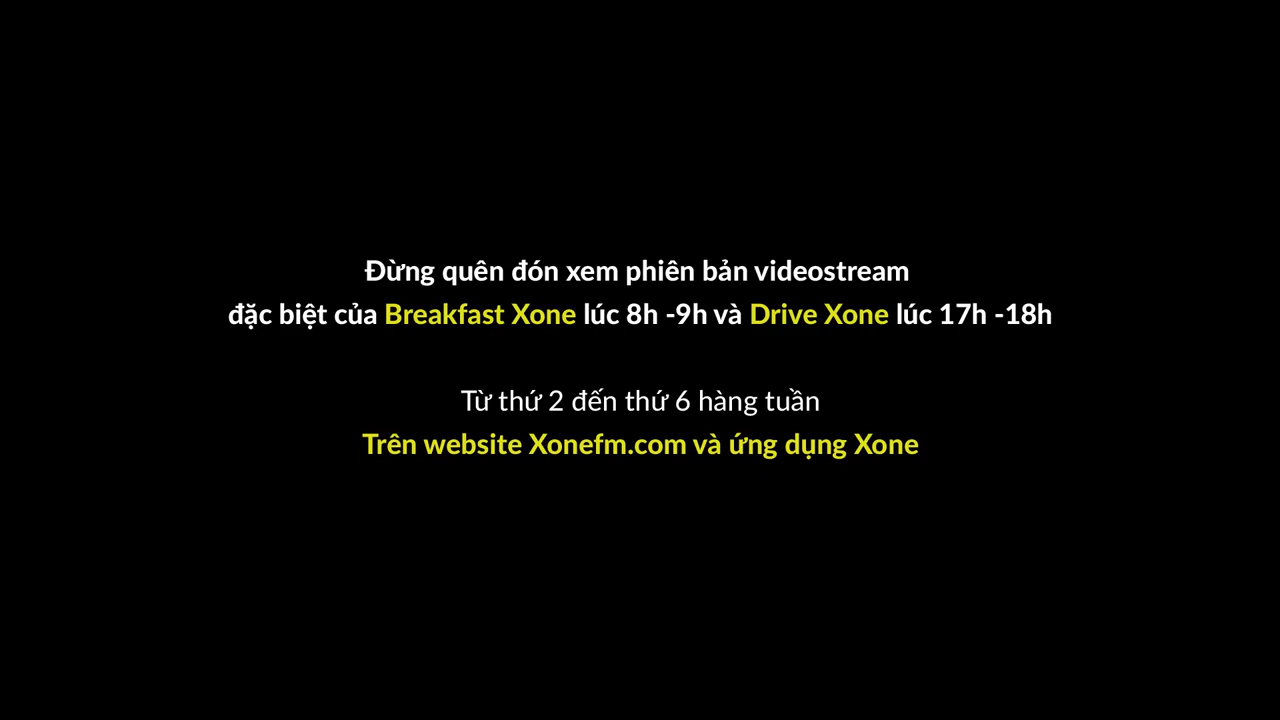 Đừng quên đón xem phiên bản videostream
đặc biệt của Breakfast Xone lúc 8h -9h và Drive Xone lúc 17h -18h
Từ thứ 2 đến thứ 6 hàng tuần
Trên website Xonefm.com và ứng dụng Xone